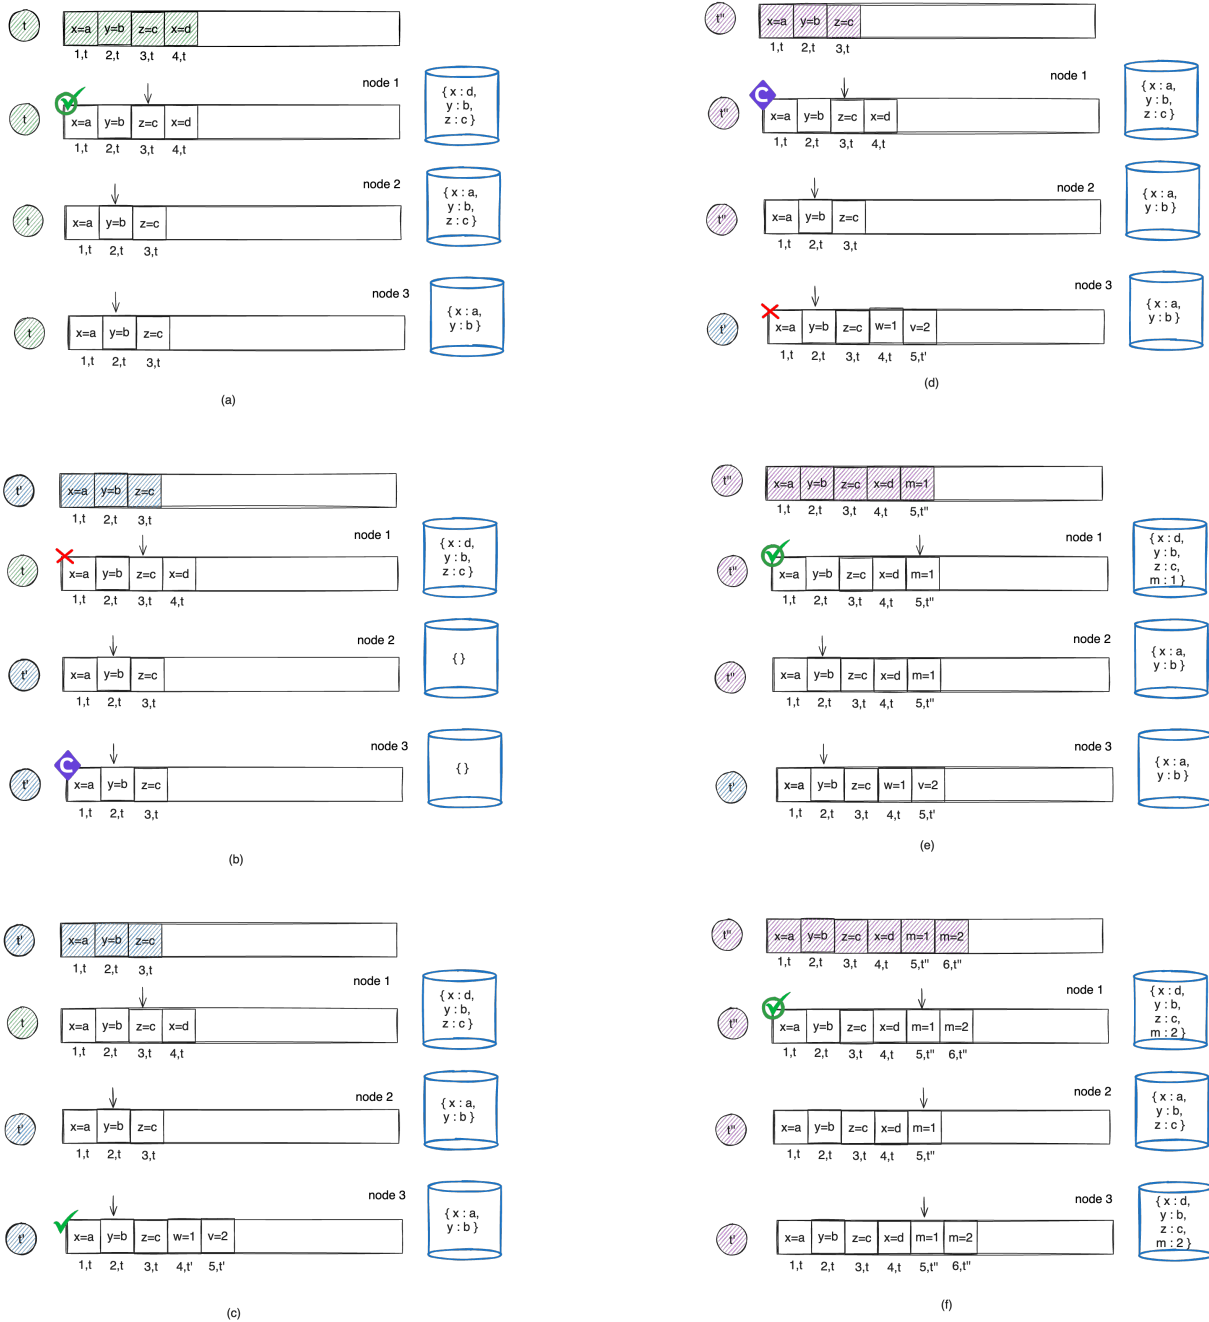 t
x=a y=b z=c x=d
1,t 2,t 3,t 4,t
node 1
t
x=a y=b z=c x=d
1,t 2,t 3,t 4,t
{ x : d,
y : b,
z : c }
node 2
t
x=a y=b z=c
1,t 2,t 3,t
{ x : a,
y : b,
z : c }
node 3
t
x=a y=b z=c
1,t 2,t 3,t
{ x : a,
y : b }
(a)
t'
x=a y=b z=c
1,t 2,t 3,t
node 1
t
x=a y=b z=c x=d
1,t 2,t 3,t 4,t
{ x : d,
y : b,
z : c }
node 2
t'
x=a y=b z=c
1,t 2,t 3,t
{ }
node 3
C
t'
x=a y=b z=c
1,t 2,t 3,t
{ }
(b)
t'
x=a y=b z=c
1,t 2,t 3,t
node 1
t
x=a y=b z=c x=d
1,t 2,t 3,t 4,t
{ x : d,
y : b,
z : c }
node 2
t'
x=a y=b z=c
1,t 2,t 3,t
{ x : a,
y : b }
node 3
t'
x=a y=b z=c w=1 v=2
1,t 2,t 3,t 4,t' 5,t'
{ x : a,
y : b }
(c)
t"
x=a y=b z=c
1,t 2,t 3,t
node 1
C
t"
x=a y=b z=c x=d
1,t 2,t 3,t 4,t
{ x : a,
y : b,
z : c }
node 2
t"
x=a y=b z=c
1,t 2,t 3,t
{ x : a,
y : b }
node 3
t'
x=a y=b z=c w=1 v=2
1,t 2,t 3,t 4,t 5,t'
{ x : a,
y : b }
(d)
t"
x=a y=b z=c x=d m=1
1,t 2,t 3,t 4,t 5,t"
node 1
t"
x=a y=b z=c x=d m=1
1,t 2,t 3,t 4,t 5,t"
{ x : d,
y : b,
z : c,
m : 1 }
node 2
t"
x=a y=b z=c x=d m=1
1,t 2,t 3,t 4,t 5,t"
{ x : a,
y : b }
node 3
t'
x=a y=b z=c w=1 v=2
1,t 2,t 3,t 4,t 5,t'
{ x : a,
y : b }
(e)
t"
x=a y=b z=c x=d m=1 m=2
1,t 2,t 3,t 4,t 5,t" 6,t"
node 1
t"
x=a y=b z=c x=d m=1 m=2
1,t 2,t 3,t 4,t 5,t" 6,t"
{ x : d,
y : b,
z : c,
m : 2 }
node 2
t"
x=a y=b z=c x=d m=1
1,t 2,t 3,t 4,t 5,t"
{ x : a,
y : b,
z : c }
node 3
t'
x=a y=b z=c x=d m=1 m=2
1,t 2,t 3,t 4,t 5,t" 6,t"
{ x : d,
y : b,
z : c,
m : 2 }
(f)